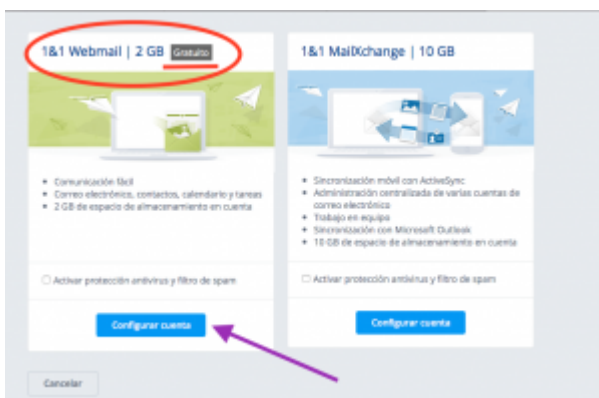 1&1 Webmail | 2 GB Gratuito
Comunicación fácil
Correo electrónico, contactos, calendario y tareas
2 GB de espacio de almacenamiento en cuenta
Activar protección antivirus y filtro de spam
Configurar cuenta
1&1 MailXchange | 10 GB
Sincronización móvil con ActiveSync
Administración centralizada de varias cuentas de
correo electrónico
Trabajo en equipo
Sincronización con Microsoft Outlook
10 GB de espacio de almacenamiento en cuenta
Activar protección antivirus y filtro de spam
Configurar cuenta
Cancelar